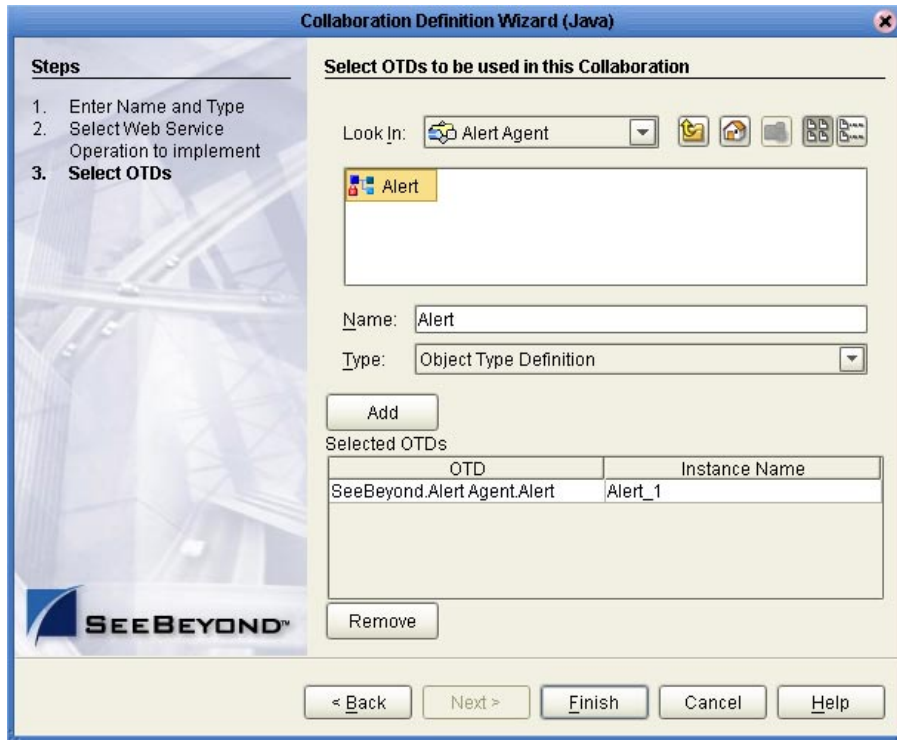 Collaboration Definition Wizard (Java)
Steps
1. Enter Name and Type
2. Select Web Service
Operation to implement
3. Select OTDs
Select OTDs to be used in this Collaboration
Look In: Alert Agent
Alert
Name: Alert
Type: Object Type Definition
Add
Selected OTDs
OTD Instance Name
SeeBeyond.Alert Agent.Alert Alert_1
Remove
SEEBEYOND™
< Back Next > Finish Cancel Help